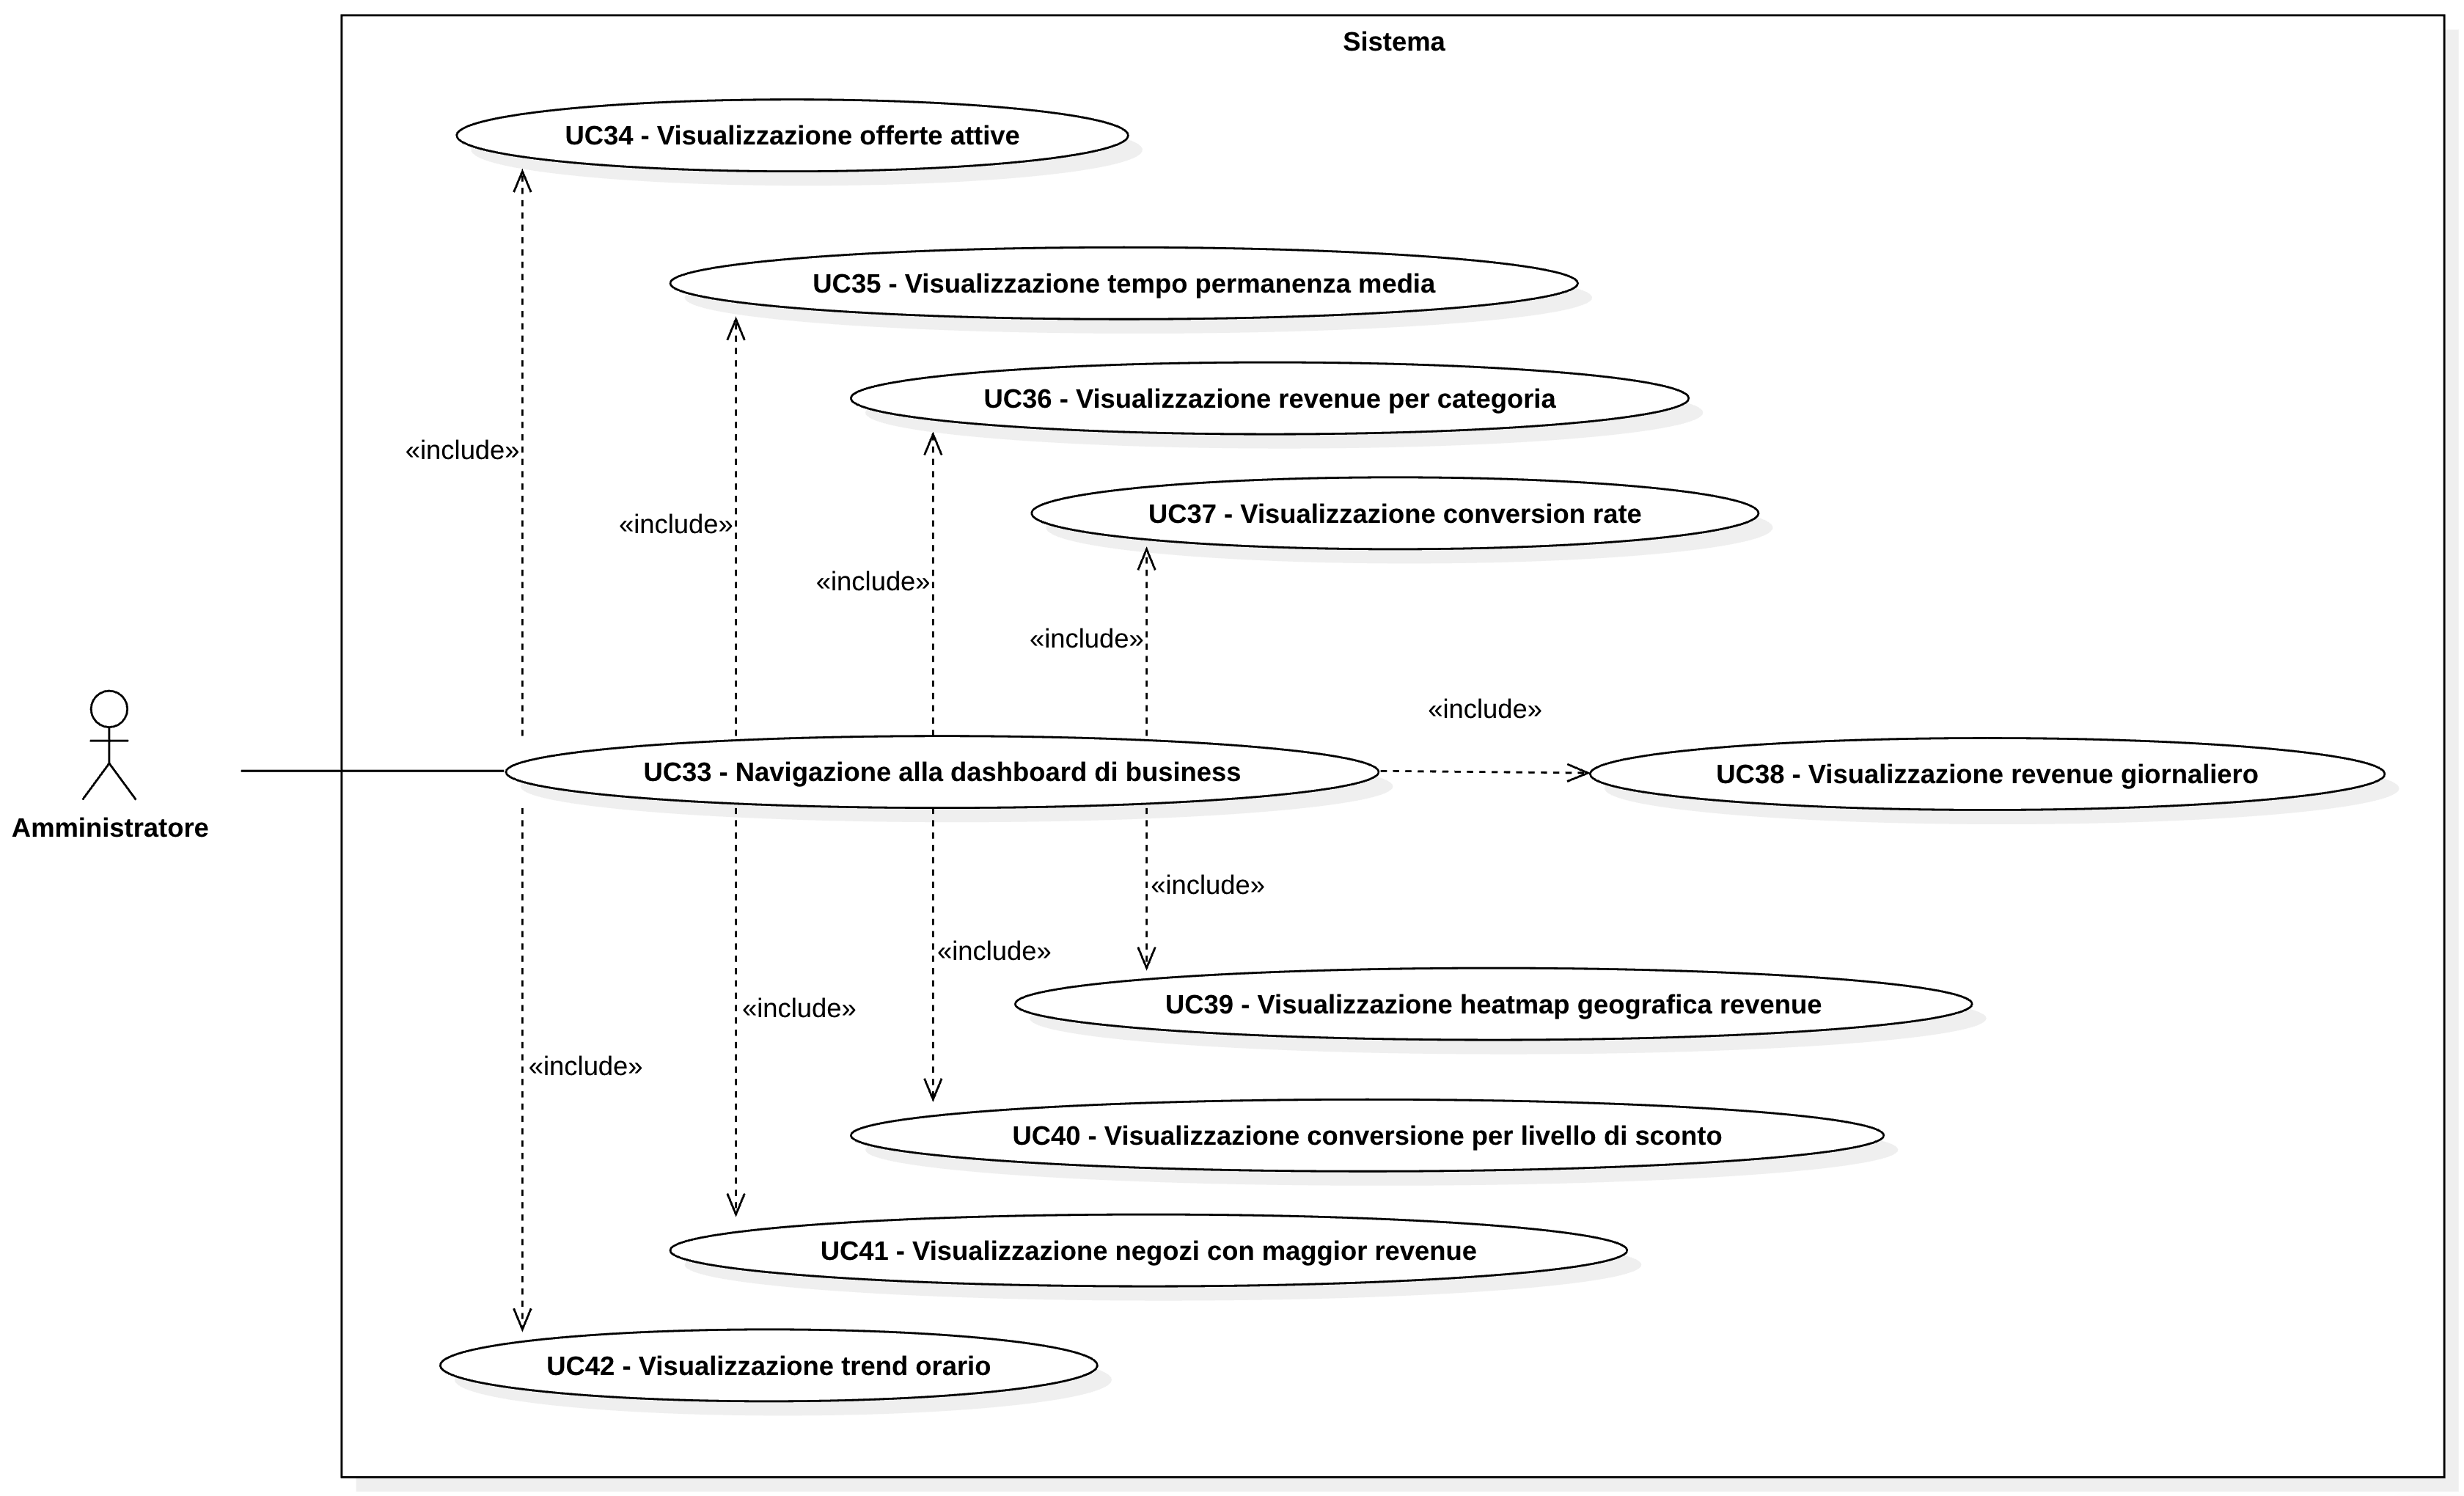 Sistema
UC34 - Visualizzazione offerte attive
UC35 - Visualizzazione tempo permanenza media
UC36 - Visualizzazione revenue per categoria
«include»
UC37 - Visualizzazione conversion rate
«include»
«include»
«include»
«include»
UC33 - Navigazione alla dashboard di business
UC38 - Visualizzazione revenue giornaliero
Amministratore
«include»
«include»
UC39 - Visualizzazione heatmap geografica revenue
«include»
«include»
UC40 - Visualizzazione conversione per livello di sconto
UC41 - Visualizzazione negozi con maggior revenue
UC42 - Visualizzazione trend orario